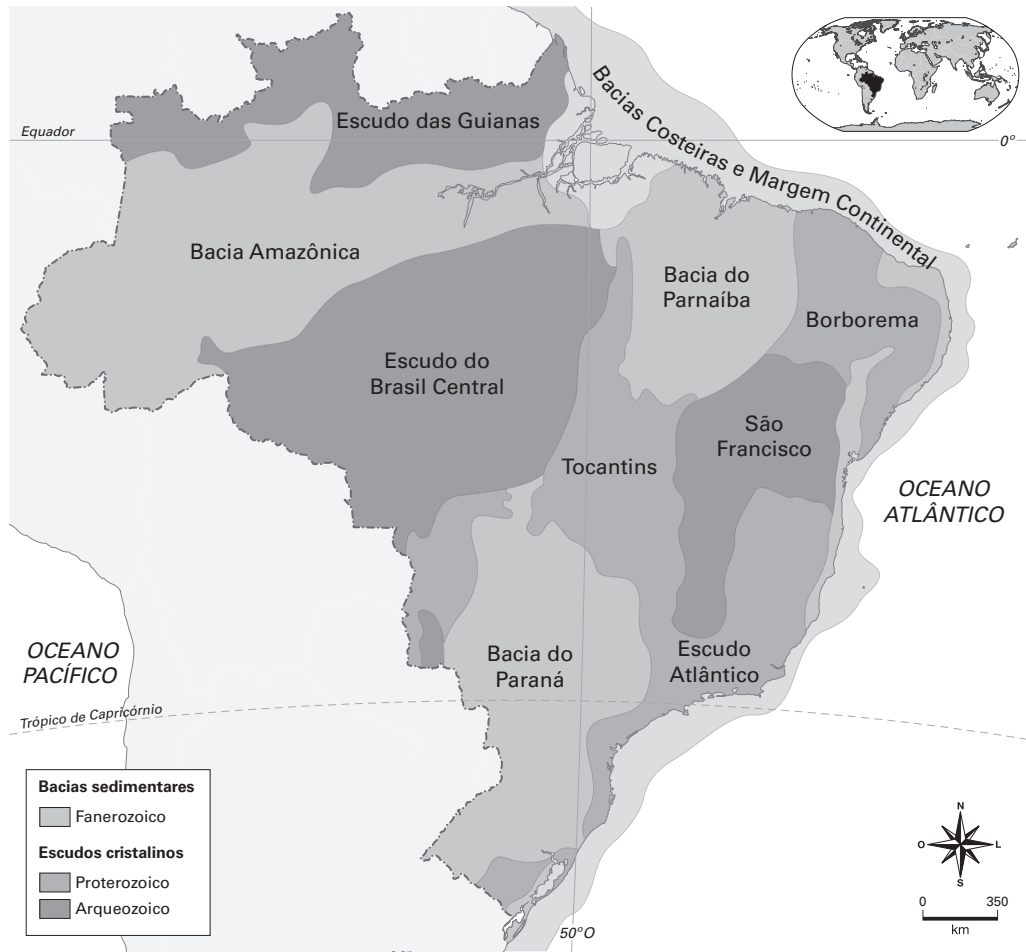 Bacias Costeiras e Margem Continental
Escudo das Guianas
Equador
0º
Bacia Amazônica
Bacia do
Parnaíba
Borborema
Escudo do
Brasil Central
São
Francisco
Tocantins
OCEANO
ATLÂNTICO
OCEANO
PACÍFICO
Bacia do
Paraná
Escudo
Atlântico
Trópico de Capricórnio
Bacias sedimentares
Fanerozoico
Escudos cristalinos
Proterozoico
Arqueozoico
N
O
L
S
0
350
km
50ºO